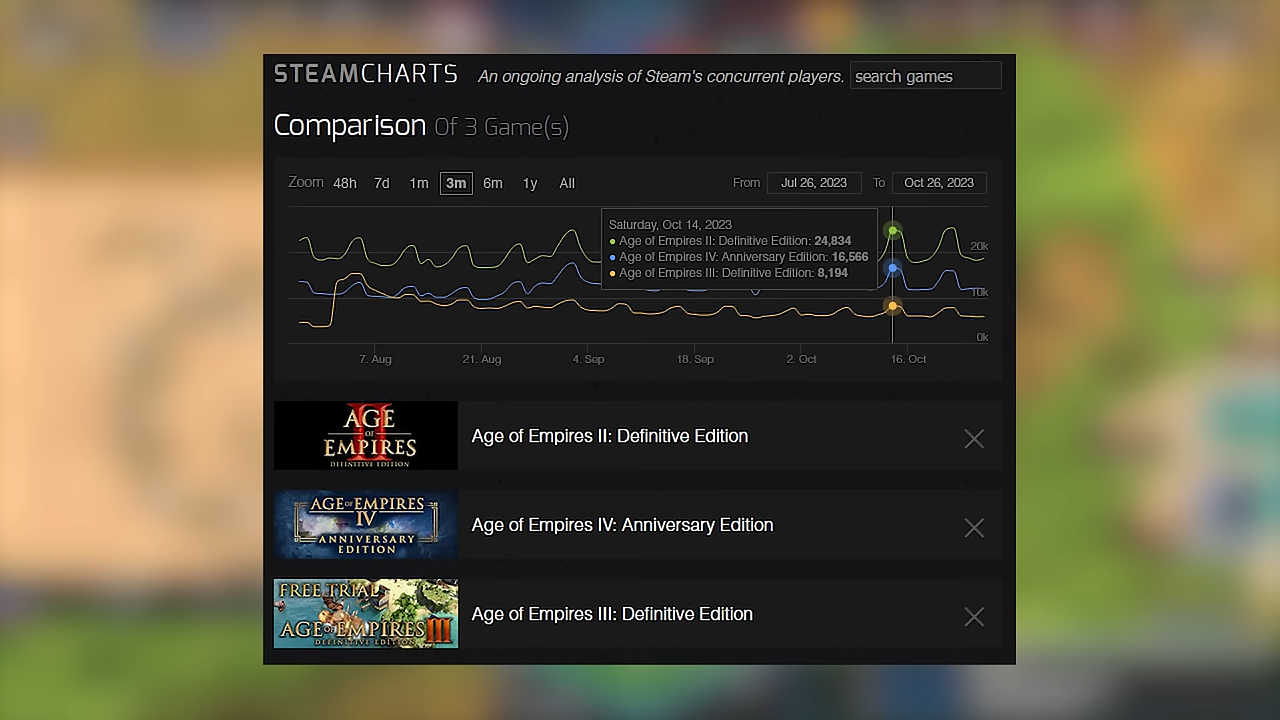 STEAMCHARTS An ongoing analysis of Steam's concurrent players. search games
Comparison Of 3 Game(s)
Zoom 48h 7d 1m 3m 6m 1y All From Jul 26, 2023 To Oct 26, 2023
Saturday, Oct 14, 2023
Age of Empires II: Definitive Edition: 24,834
Age of Empires IV: Anniversary Edition: 16,566
Age of Empires III: Definitive Edition: 8,194
20k
10k
0k
7. Aug 21. Aug 4. Sep 18. Sep 2. Oct 16. Oct
AGE
OF
EMPIRES
II
DEFINITIVE EDITION
Age of Empires II: Definitive Edition
AGE OF EMPIRES
IV
ANNIVERSARY
EDITION
Age of Empires IV: Anniversary Edition
FREE TRIAL
AGE OF EMPIRES III
DEFINITIVE EDITION
Age of Empires III: Definitive Edition